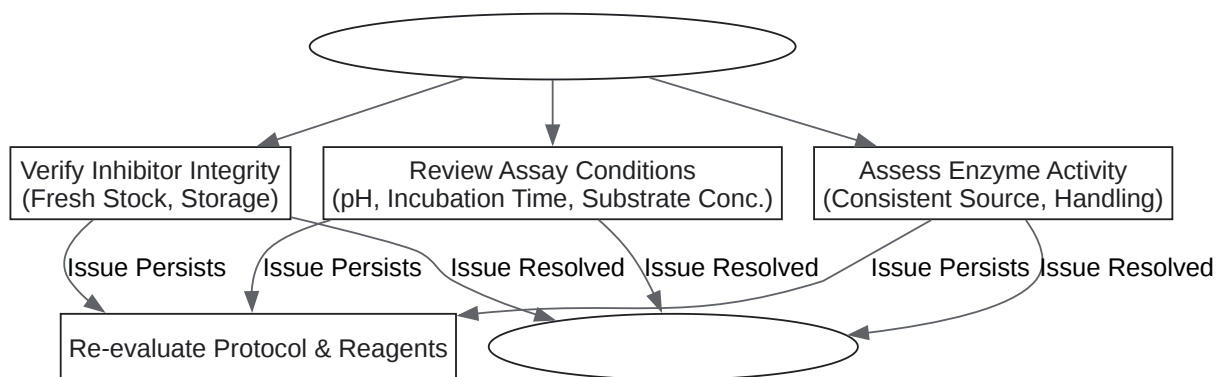 Verify Inhibitor Integrity
(Fresh Stock, Storage)
Review Assay Conditions
(pH, Incubation Time, Substrate Conc.)
Assess Enzyme Activity
(Consistent Source, Handling)
Issue Persists
Issue Persists
Issue Resolved
Issue Resolved
Issue Persists
Issue Resolved
Re-evaluate Protocol & Reagents